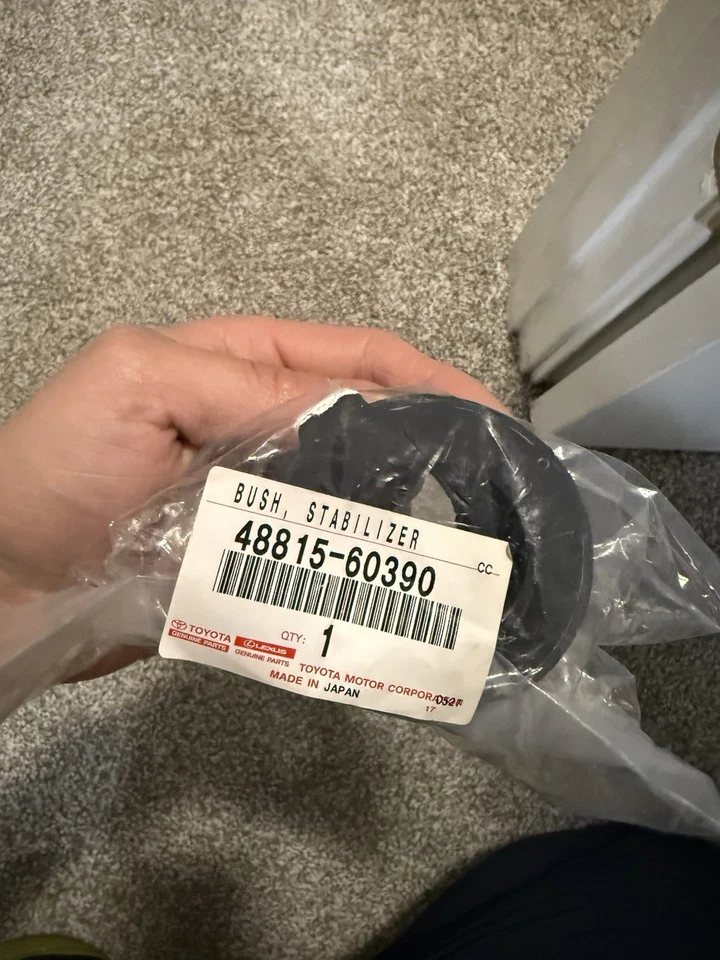 BUSH, STABILIZER
48815-60390
CC
TOYOTA
GENUINE PARTS
LEXUS
GENUINE PARTS
QTY: 1
TOYOTA MOTOR CORPORA
MADE IN JAPAN
17